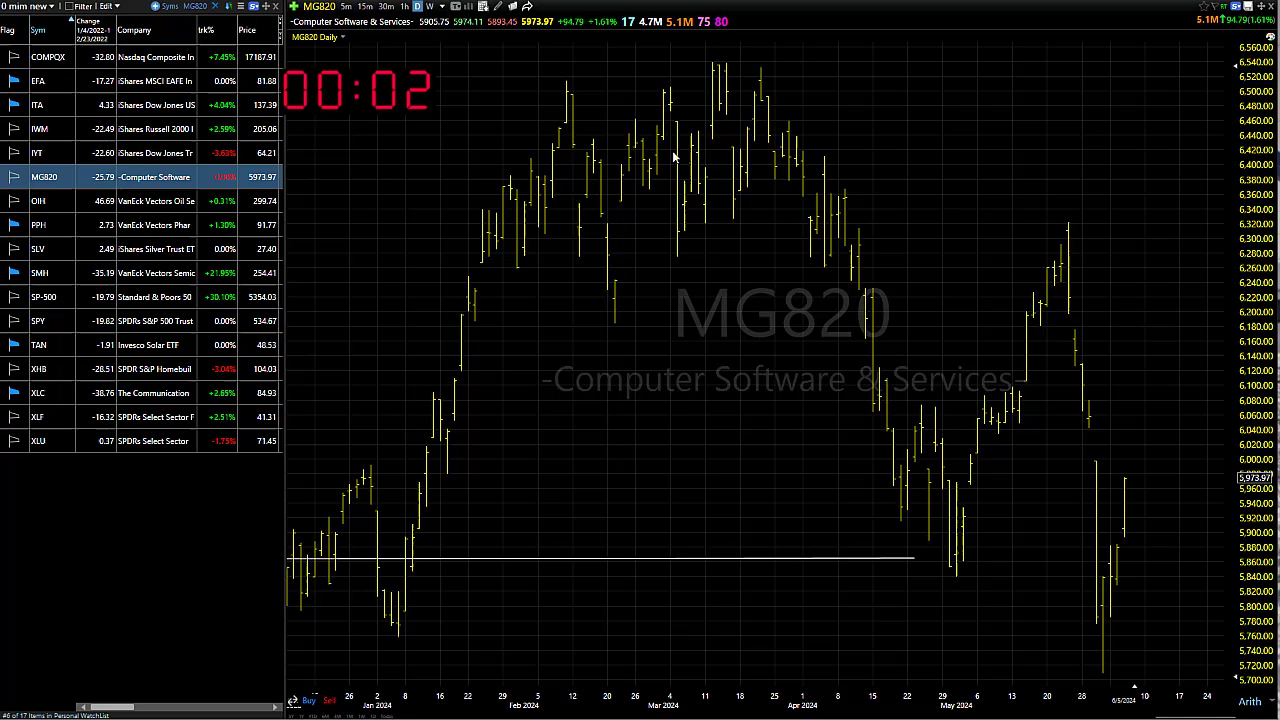 0 min new Filter Edit Syms MG820
MG820 5m 15m 30m 1h D W
-Computer Software & Services- 5905.75 5974.11 5893.45 5973.97 +94.79 +1.61% 17 4.7M 5.1M 75 80
5.1M 94.79(1.61%)
MG820 Daily
Flag Sym Change 1/4/2022- 2/23/2022 Company trk% Price
COMPQX -32.80 Nasdaq Composite In +7.45% 17187.91
EFA -17.27 iShares MSCI EAFE In 0.00% 81.88
ITA 4.33 iShares Dow Jones US +4.04% 137.39
IWM -22.49 iShares Russell 2000 I +2.59% 205.06
IYT -22.60 iShares Dow Jones Tr -3.63% 64.21
MG820 -25.79 -Computer Software 5973.97
OIH 46.69 VanEck Vectors Oil Se +0.31% 299.74
PPH 2.73 VanEck Vectors Phar +1.30% 91.77
SLV 2.49 iShares Silver Trust ET 0.00% 27.40
SMH -35.19 VanEck Vectors Semic +21.95% 254.41
SP-500 -19.79 Standard & Poors 50 +30.10% 5354.03
SPY -19.82 SPDRs S&P 500 Trust 0.00% 534.67
TAN -1.91 Invesco Solar ETF 0.00% 48.53
XHB -28.51 SPDR S&P Homebuil -3.04% 104.03
XLC -38.76 The Communication +2.65% 84.93
XLF -16.32 SPDRs Select Sector F +2.51% 41.31
XLU 0.37 SPDRs Select Sector -1.75% 71.45
#6 of 17 Items in Personal WatchList
00:02
MG820
-Computer Software & Services-
6,560.00
6,540.00
6,520.00
6,500.00
6,480.00
6,460.00
6,440.00
6,420.00
6,400.00
6,380.00
6,360.00
6,340.00
6,320.00
6,300.00
6,280.00
6,260.00
6,240.00
6,220.00
6,200.00
6,180.00
6,160.00
6,140.00
6,120.00
6,100.00
6,080.00
6,060.00
6,040.00
6,020.00
6,000.00
5,973.97
5,960.00
5,940.00
5,920.00
5,900.00
5,880.00
5,860.00
5,840.00
5,820.00
5,800.00
5,780.00
5,760.00
5,740.00
5,720.00
5,700.00
Buy Sell
26 2 8 16 22 29 5 12 20 26 4 11 18 25 1 8 15 22 29 6 13 20 28 10 17 24
Jan 2024 Feb 2024 Mar 2024 Apr 2024 May 2024 6/5/2024
Arith